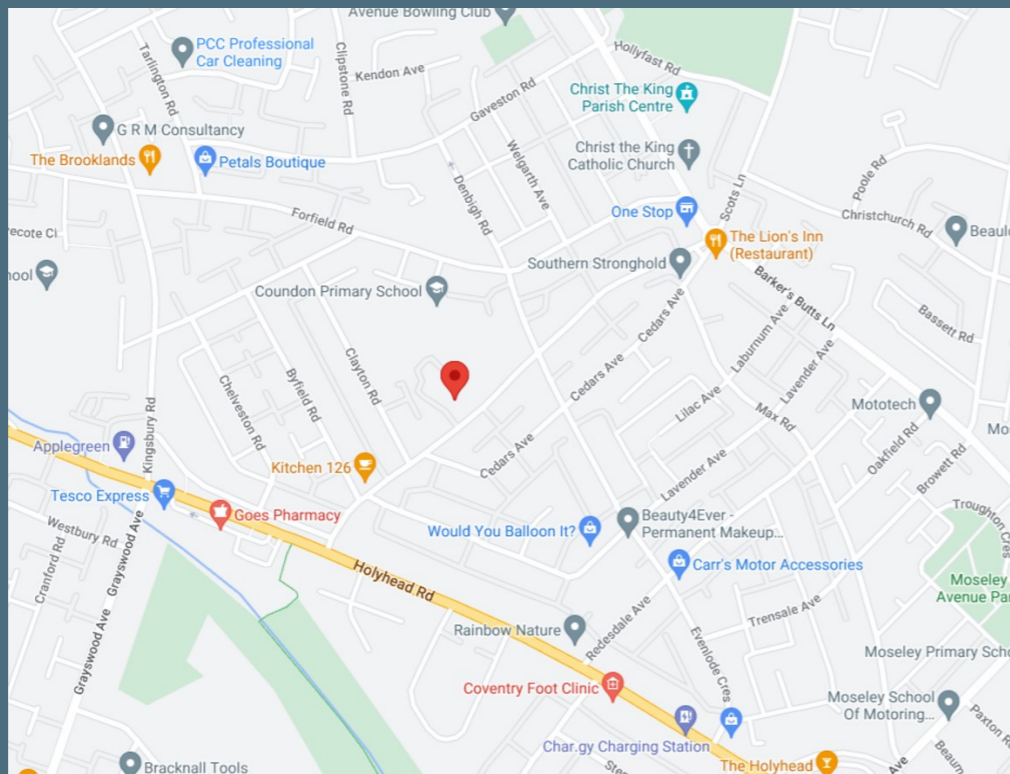 Avenue Bowling Club
PCC Professional
Car Cleaning
Tarlington Rd
Clipstone Rd
Kendon Ave
Hollyfast Rd
Gaveston Rd
Christ The King
Parish Centre
G R M Consultancy
The Brooklands
Petals Boutique
Welgarth Ave
Denbigh Rd
Christ the King
Catholic Church
Scots Ln
Poole Rd
One Stop
Christchurch Rd
Forfield Rd
The Lion's Inn
(Restaurant)
Southern Stronghold
Coundon Primary School
Barker's Butts Ln
Bassett Rd
Cedars Ave
Laburnum Ave
Lavender Ave
Cedars Ave
Clayton Rd
Byfield Rd
Chelveston Rd
Lilac Ave
Max Rd
Mototech
Oakfield Rd
Browett Rd
Kingsbury Rd
Applegreen
Cedars Ave
Kitchen 126
Lavender Ave
Tesco Express
Goes Pharmacy
Westbury Rd
Would You Balloon It?
Beauty4Ever -
Permanent Makeup...
Troughton Cres
Cranford Rd
Grayswood Ave
Carr's Motor Accessories
Holyhead Rd
Moseley
Trensale Ave
Rainbow Nature
Redesdale Ave
Evenlode Cres
Grayswood Ave
Coventry Foot Clinic
Moseley School
Of Motoring...
Paxton Rd
Char.gy Charging Station
The Holyhead
Bracknall Tools
Ave